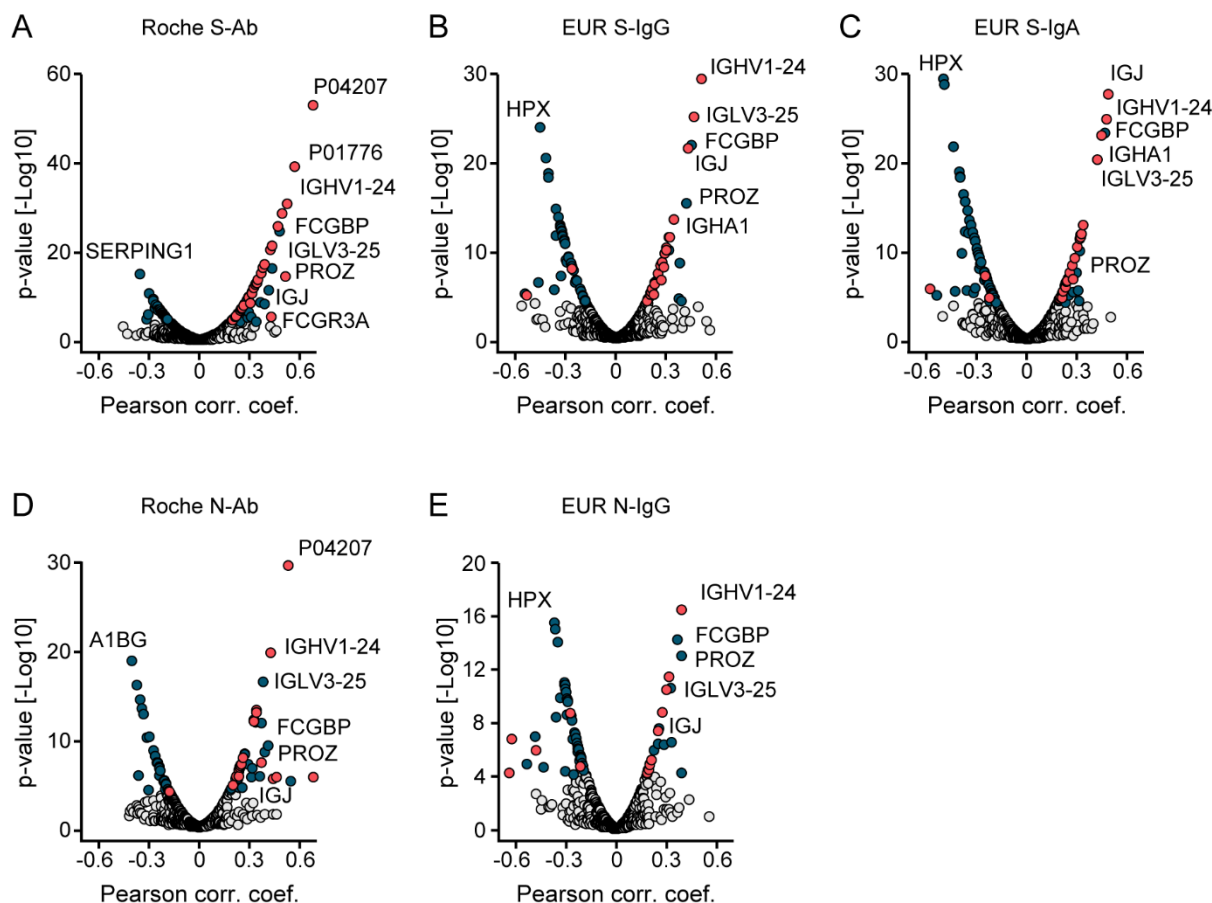 A
Roche S-Ab
60
40
20
0
p-value [-Log10]
P04207
P01776
IGHV1-24
FCGBP
IGLV3-25
PROZ
IGJ
FCGR3A
SERPING1
-0.6 -0.3 0 0.3 0.6
Pearson corr. coef.
B
EUR S-IgG
30
20
10
0
p-value [-Log10]
HPX
IGHV1-24
IGLV3-25
FCGBP
IGJ
PROZ
IGHA1
-0.6 -0.3 0 0.3 0.6
Pearson corr. coef.
C
EUR S-IgA
30
20
10
0
p-value [-Log10]
HPX
IGJ
IGHV1-24
FCGBP
IGHA1
IGLV3-25
PROZ
-0.6 -0.3 0 0.3 0.6
Pearson corr. coef.
D
Roche N-Ab
30
20
10
0
p-value [-Log10]
P04207
A1BG
IGHV1-24
IGLV3-25
FCGBP
PROZ
IGJ
-0.6 -0.3 0 0.3 0.6
Pearson corr. coef.
E
EUR N-IgG
20
16
12
8
4
0
p-value [-Log10]
HPX
IGHV1-24
FCGBP
PROZ
IGLV3-25
IGJ
-0.6 -0.3 0 0.3 0.6
Pearson corr. coef.